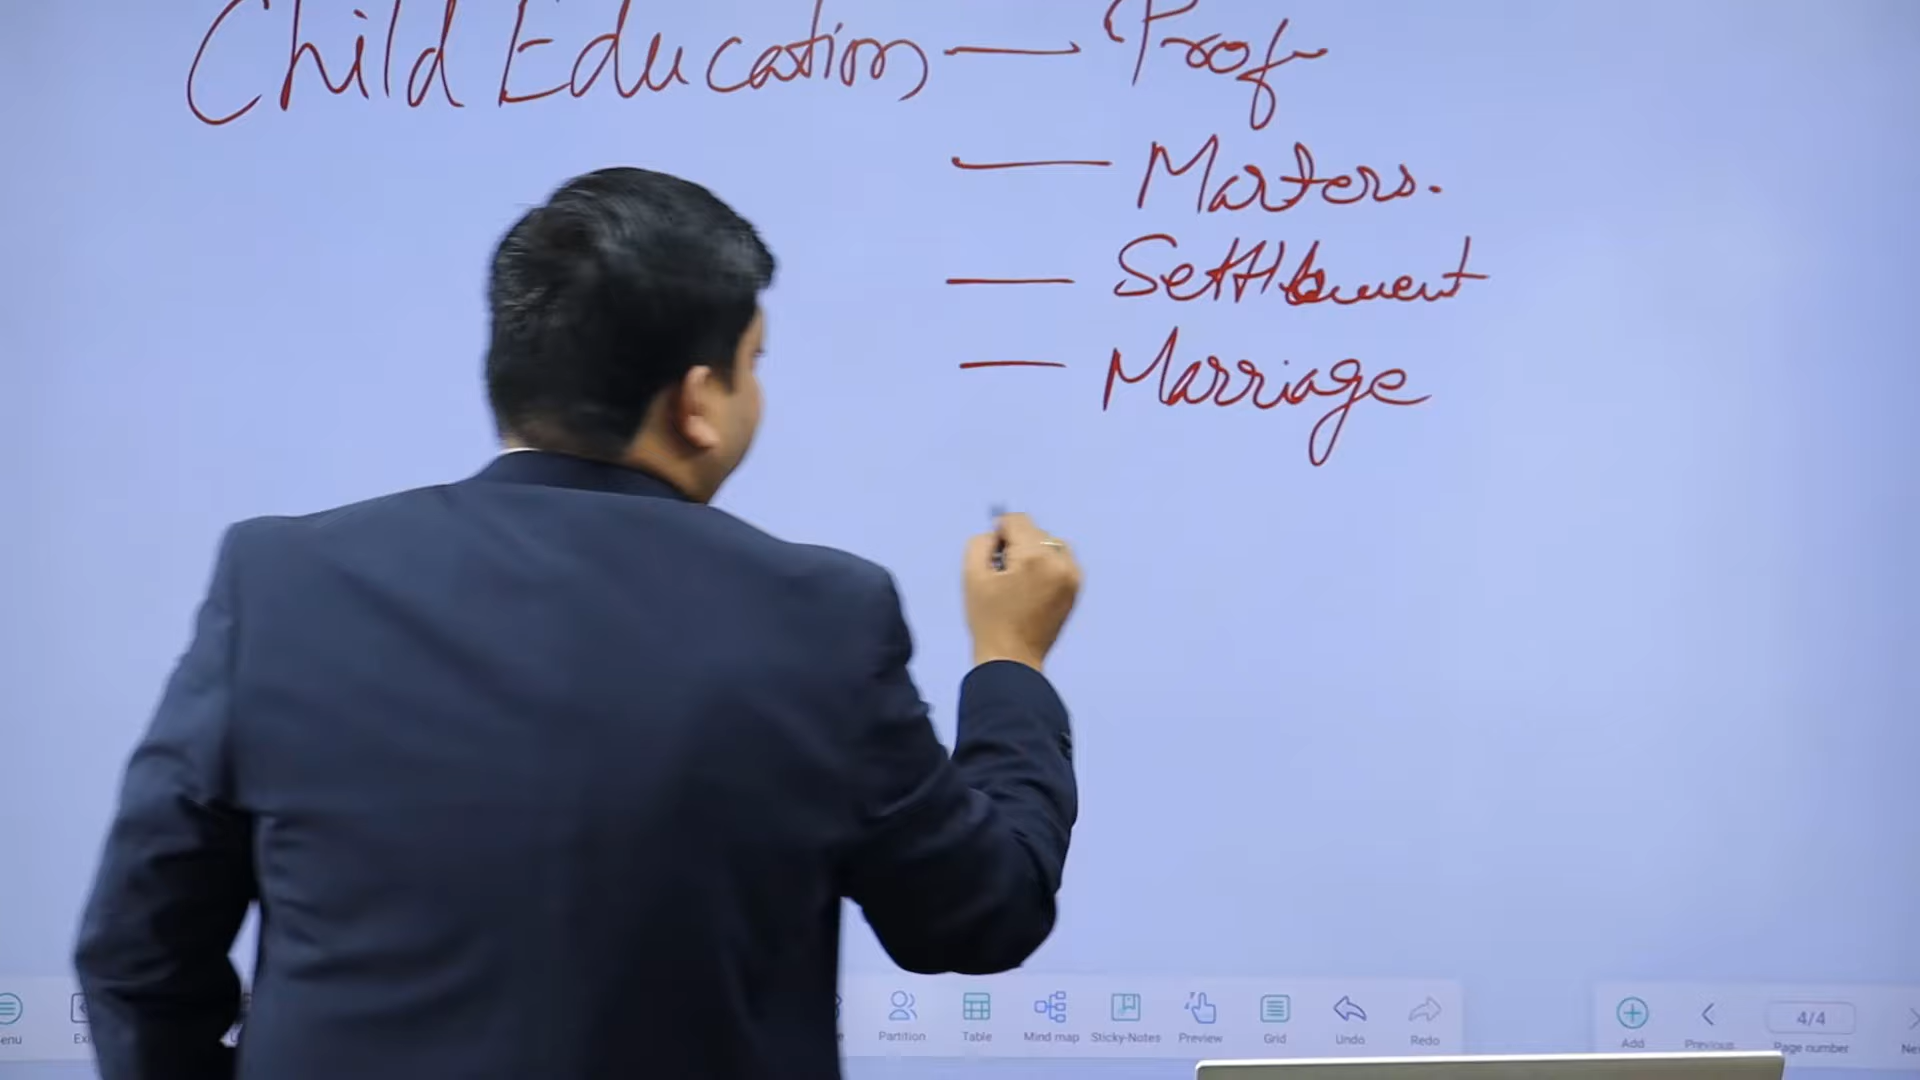 Child Education — Prof
— Masters.
— Settlement
— Marriage
Partition Table Mind map Sticky-Notes Preview Grid Undo Redo Add Previous 4/4 Page number